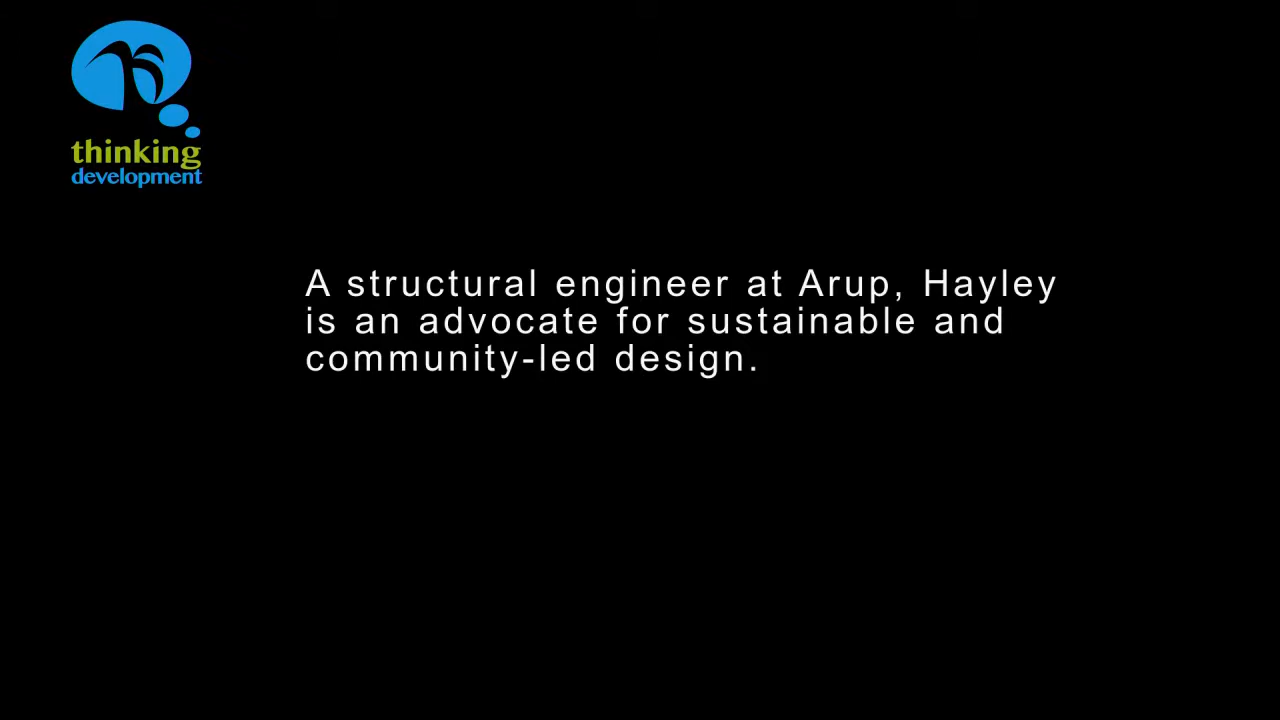 thinking
development
A structural engineer at Arup, Hayley
is an advocate for sustainable and
community-led design.